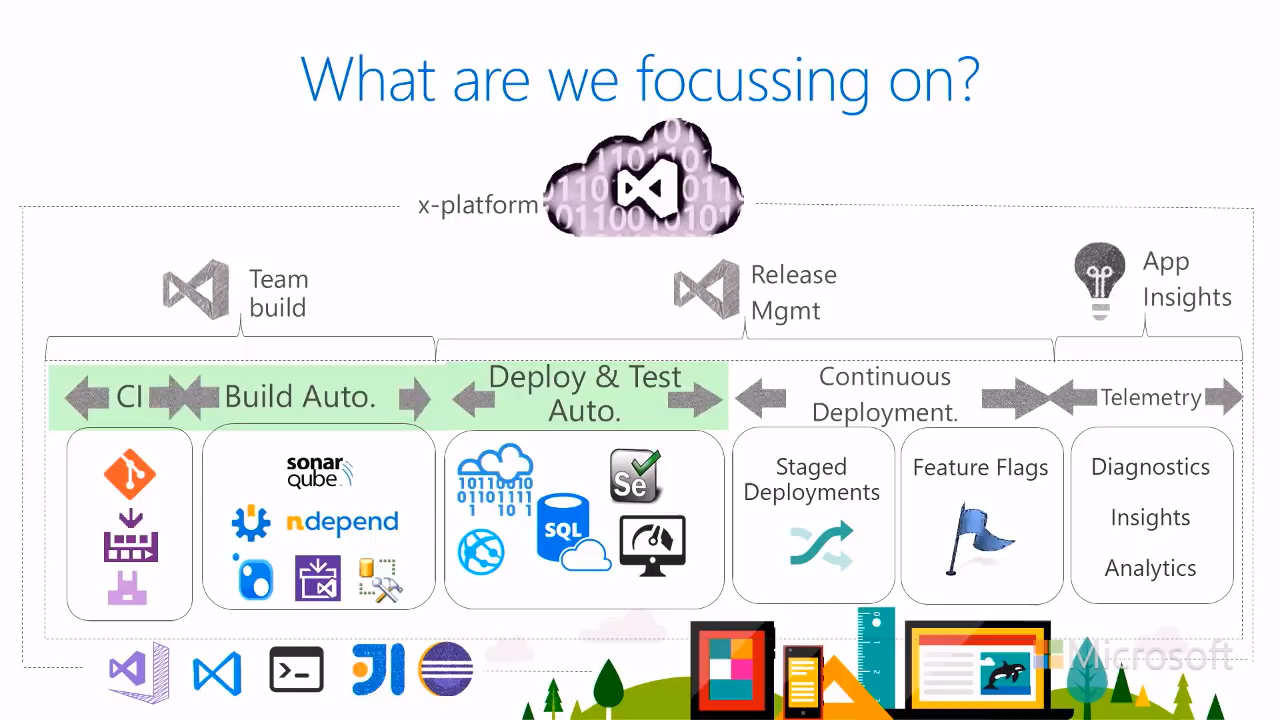 What are we focussing on?
x-platform
Team
build
Release
Mgmt
App
Insights
CI
Build Auto.
Deploy & Test
Auto.
Continuous
Deployment.
Telemetry
sonar
qube
ndepend
SQL
Se
Staged
Deployments
Feature Flags
Diagnostics
Insights
Analytics
Microsoft